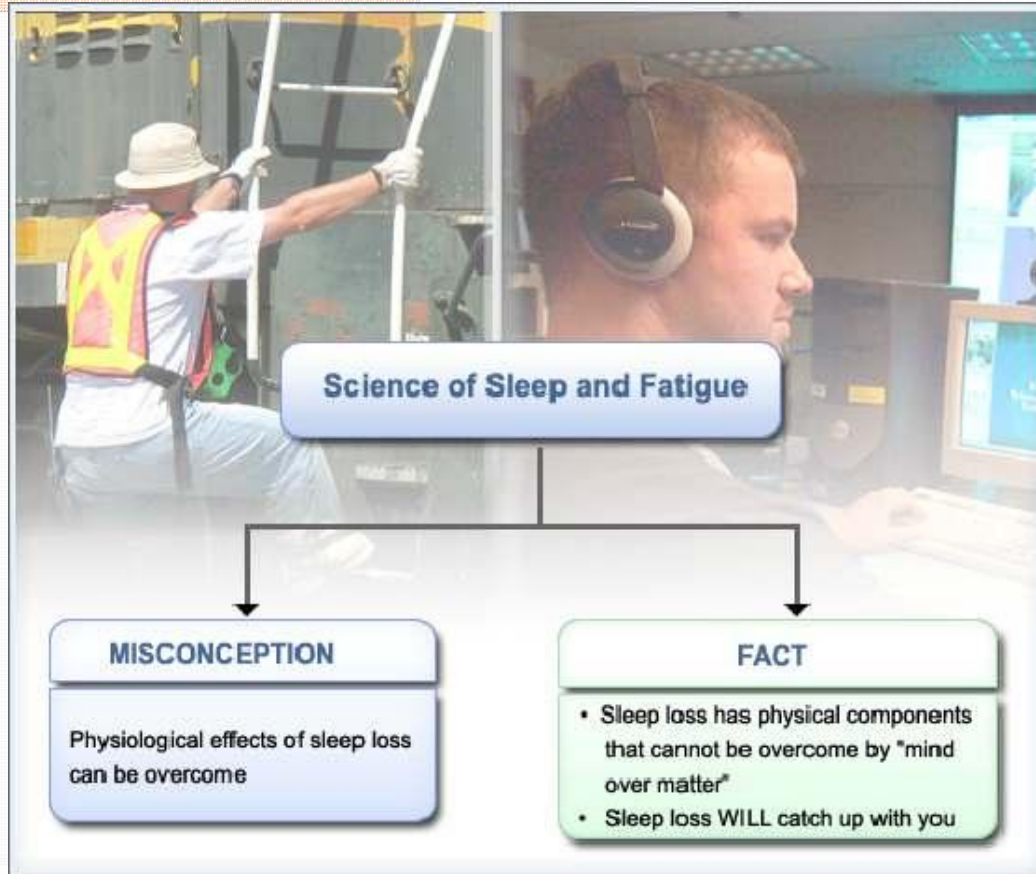 Science of Sleep and Fatigue
MISCONCEPTION
Physiological effects of sleep loss
can be overcome
FACT
• Sleep loss has physical components
that cannot be overcome by "mind
over matter"
• Sleep loss WILL catch up with you